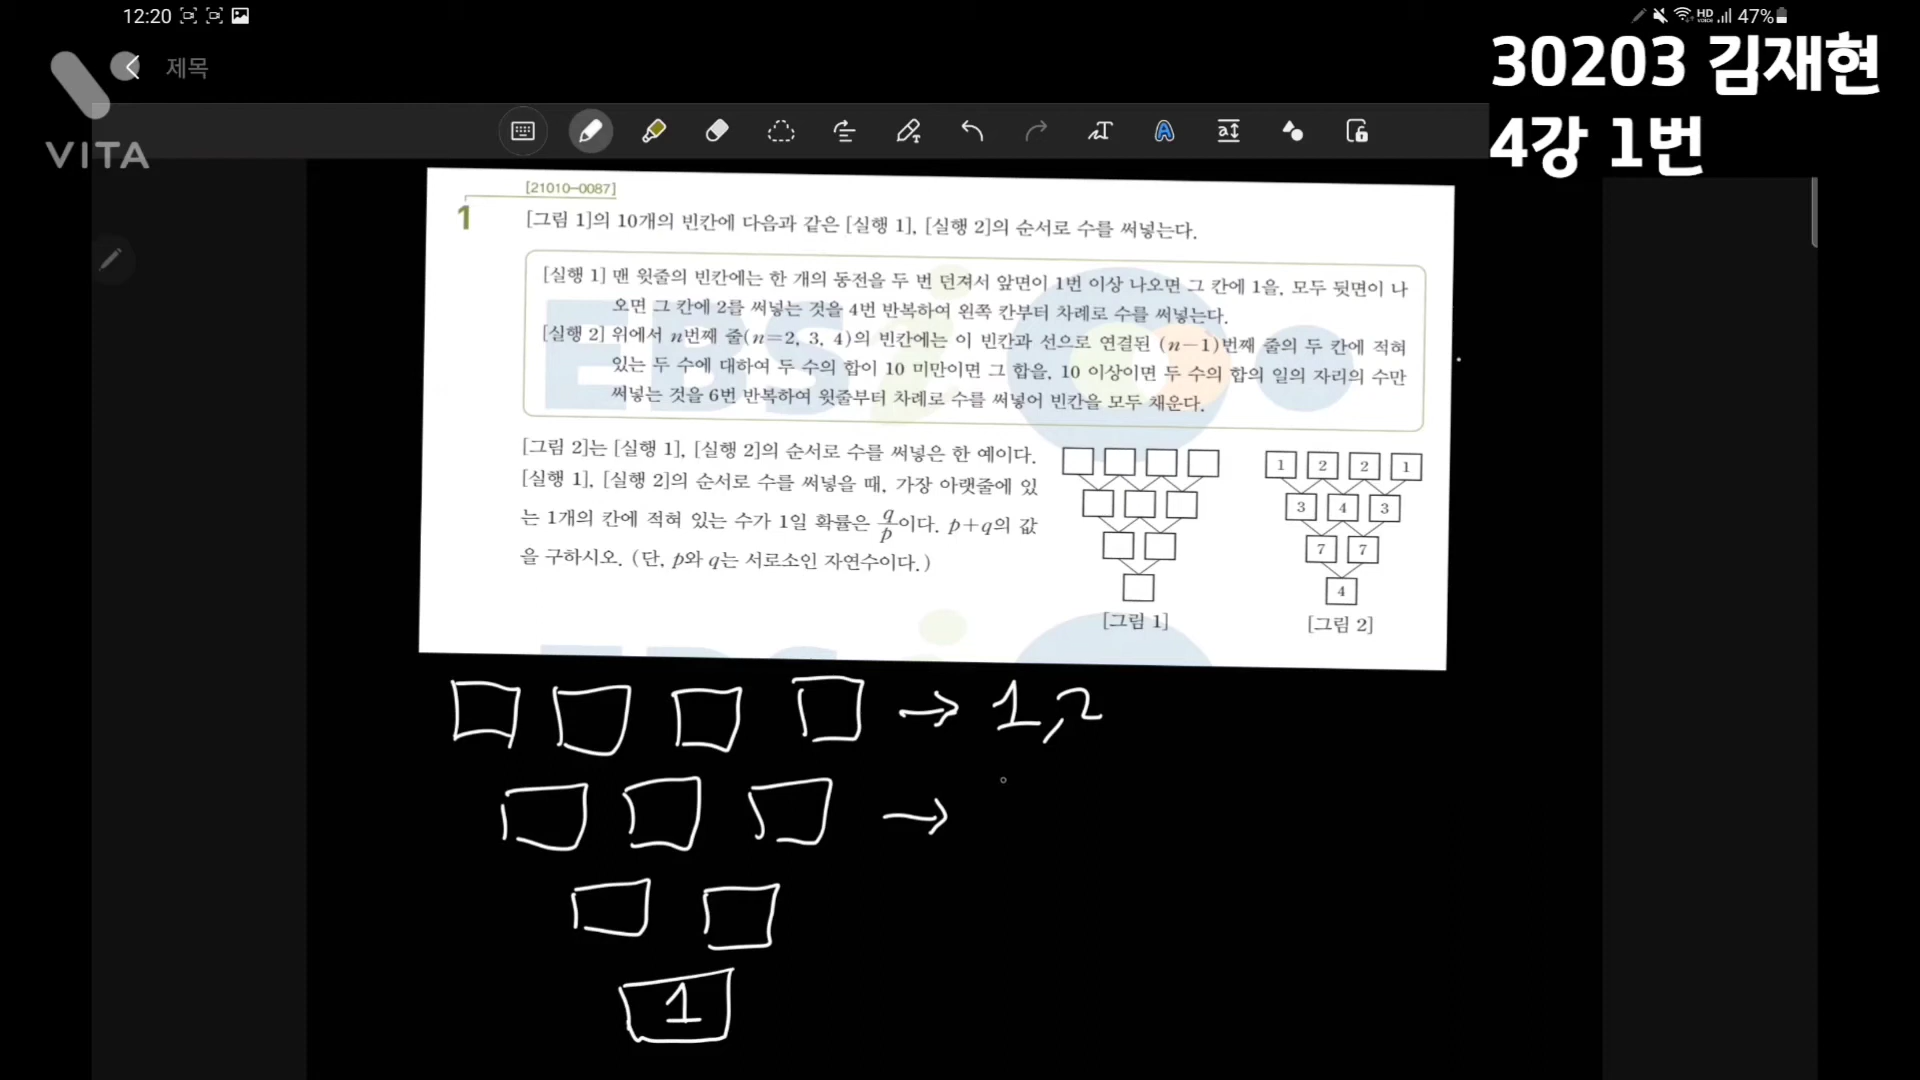 12:20
HD 47%
30203 김재현
4강 1번
제목
VITA
[21010-0087]
1 [그림 1]의 10개의 빈칸에 다음과 같은 [실행 1], [실행 2]의 순서로 수를 써넣는다.
[실행 1] 맨 윗줄의 빈칸에는 한 개의 동전을 두 번 던져서 앞면이 1번 이상 나오면 그 칸에 1을, 모두 뒷면이 나
오면 그 칸에 2를 써넣는 것을 4번 반복하여 왼쪽 칸부터 차례로 수를 써넣는다.
[실행 2] 위에서 n번째 줄(n=2, 3, 4)의 빈칸에는 이 빈칸과 선으로 연결된 (n-1)번째 줄의 두 칸에 적혀
있는 두 수에 대하여 두 수의 합이 10 미만이면 그 합을, 10 이상이면 두 수의 합의 일의 자리의 수만
써넣는 것을 6번 반복하여 윗줄부터 차례로 수를 써넣어 빈칸을 모두 채운다.
[그림 2]는 [실행 1], [실행 2]의 순서로 수를 써넣은 한 예이다.
[실행 1], [실행 2]의 순서로 수를 써넣을 때, 가장 아랫줄에 있
는 1개의 칸에 적혀 있는 수가 1일 확률은 q/p이다. p+q의 값
을 구하시오. (단, p와 q는 서로소인 자연수이다.)
1 2 2 1
3 4 3
7 7
4
[그림 1]
[그림 2]
EBSi
→ 1,2
→
1